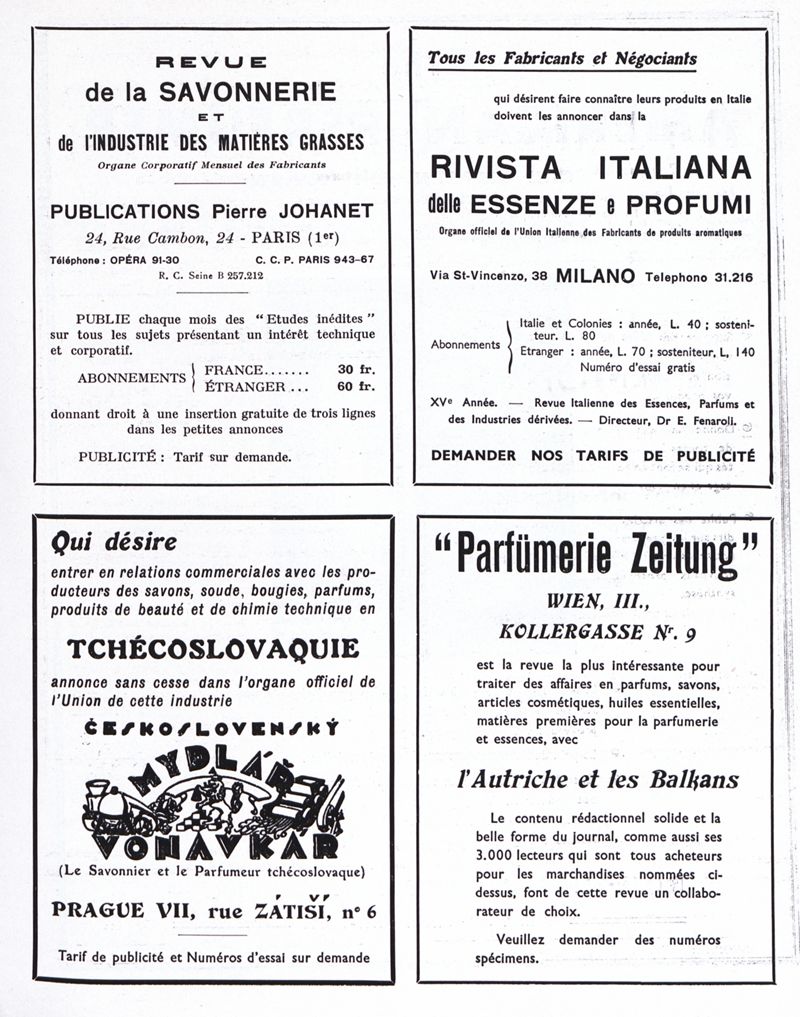 REVUE
de la SAVONNERIE
ET
de l'INDUSTRIE DES MATIÈRES GRASSES
Organe Corporatif Mensuel des Fabricants
PUBLICATIONS Pierre JOHANET
24, Rue Cambon, 24 - PARIS (1er)
Téléphone : OPÉRA 91-30 C. C. P. PARIS 943-67
R. C. Seine B 257.212
PUBLIE chaque mois des "Etudes inédites"
sur tous les sujets présentant un intérêt technique
et corporatif.
ABONNEMENTS { FRANCE....... 30 fr.
ÉTRANGER ... 60 fr.
donnant droit à une insertion gratuite de trois lignes
dans les petites annonces
PUBLICITÉ : Tarif sur demande.
Tous les Fabricants et Négociants
qui désirent faire connaître leurs produits en Italie
doivent les annoncer dans la
RIVISTA ITALIANA
delle ESSENZE e PROFUMI
Organe officiel de l'Union Italienne des Fabricants de produits aromatiques
Via St-Vincenzo, 38 MILANO Telephono 31.216
Abonnements { Italie et Colonies : année, L. 40 ; sosteni-
teur. L. 80
Etranger : année, L. 70 ; sosteniteur, L, 140
Numéro d'essai gratis
XVe Année. — Revue Italienne des Essences, Parfums et
des Industries dérivées. — Directeur, Dr E. Fenaroli.
DEMANDER NOS TARIFS DE PUBLICITÉ
Qui désire
entrer en relations commerciales avec les pro-
ducteurs des savons, soude, bougies, parfums,
produits de beauté et de chimie technique en
TCHÉCOSLOVAQUIE
annonce sans cesse dans l'organe officiel de
l'Union de cette industrie
ČESKOSLOVENSKÝ
MYDLÁŘ
VOŇAVKÁŘ
(Le Savonnier et le Parfumeur tchécoslovaque)
PRAGUE VII, rue ZÁTIŠÍ, n° 6
Tarif de publicité et Numéros d'essai sur demande
"Parfümerie Zeitung"
WIEN, III.,
KOLLERGASSE Nr. 9
est la revue la plus intéressante pour
traiter des affaires en parfums, savons,
articles cosmétiques, huiles essentielles,
matières premières pour la parfumerie
et essences, avec
l'Autriche et les Balkans
Le contenu rédactionnel solide et la
belle forme du journal, comme aussi ses
3.000 lecteurs qui sont tous acheteurs
pour les marchandises nommées ci-
dessus, font de cette revue un collabo-
rateur de choix.
Veuillez demander des numéros
spécimens.